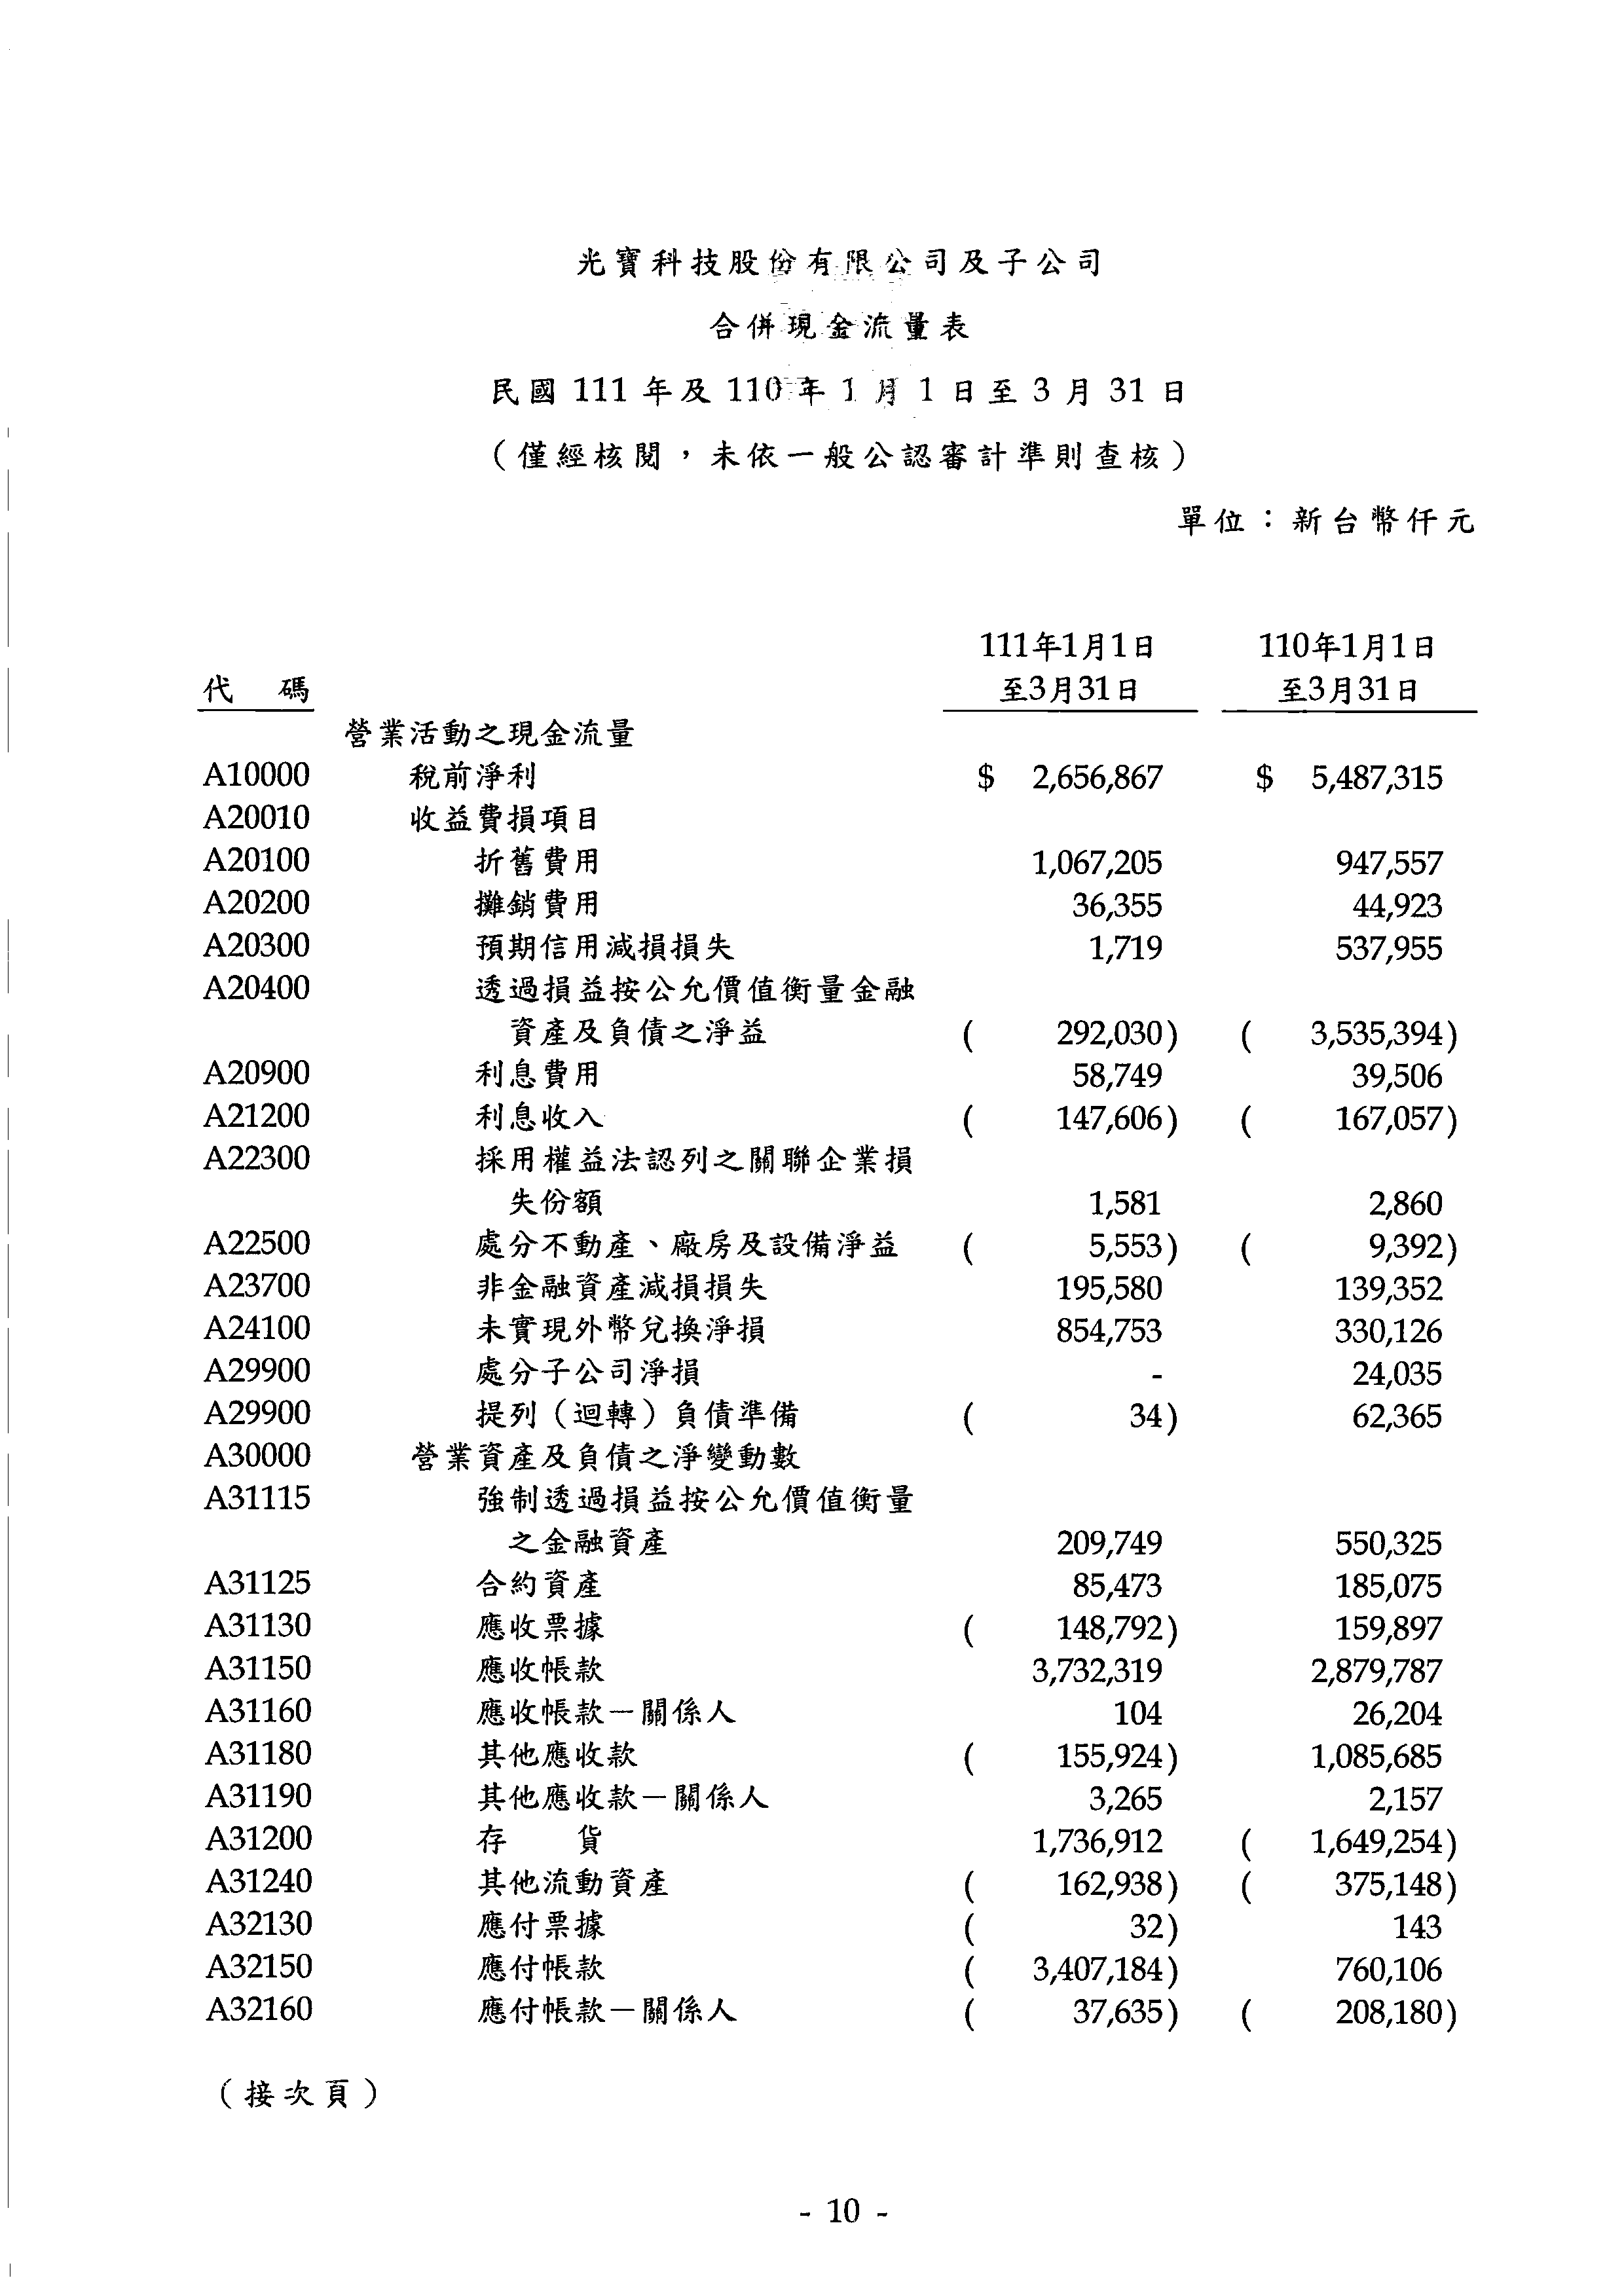 光寶科技股份有限公司及子公司
合併現金流量表
民國 111 年及 110 年 1 月 1 日至 3 月 31 日
（僅經核閱，未依一般公認審計準則查核）
單位：新台幣仟元
111年1月1日 110年1月1日
代 碼 至3月31日 至3月31日
營業活動之現金流量
A10000 稅前淨利 $ 2,656,867 $ 5,487,315
A20010 收益費損項目
A20100 折舊費用 1,067,205 947,557
A20200 攤銷費用 36,355 44,923
A20300 預期信用減損損失 1,719 537,955
A20400 透過損益按公允價值衡量金融
資產及負債之淨益 ( 292,030) ( 3,535,394)
A20900 利息費用 58,749 39,506
A21200 利息收入 ( 147,606) ( 167,057)
A22300 採用權益法認列之關聯企業損
失份額 1,581 2,860
A22500 處分不動產、廠房及設備淨益 ( 5,553) ( 9,392)
A23700 非金融資產減損損失 195,580 139,352
A24100 未實現外幣兌換淨損 854,753 330,126
A29900 處分子公司淨損 - 24,035
A29900 提列（迴轉）負債準備 ( 34) 62,365
A30000 營業資產及負債之淨變動數
A31115 強制透過損益按公允價值衡量
之金融資產 209,749 550,325
A31125 合約資產 85,473 185,075
A31130 應收票據 ( 148,792) 159,897
A31150 應收帳款 3,732,319 2,879,787
A31160 應收帳款－關係人 104 26,204
A31180 其他應收款 ( 155,924) 1,085,685
A31190 其他應收款－關係人 3,265 2,157
A31200 存 貨 1,736,912 ( 1,649,254)
A31240 其他流動資產 ( 162,938) ( 375,148)
A32130 應付票據 ( 32) 143
A32150 應付帳款 ( 3,407,184) 760,106
A32160 應付帳款－關係人 ( 37,635) ( 208,180)
（接次頁）
- 10 -